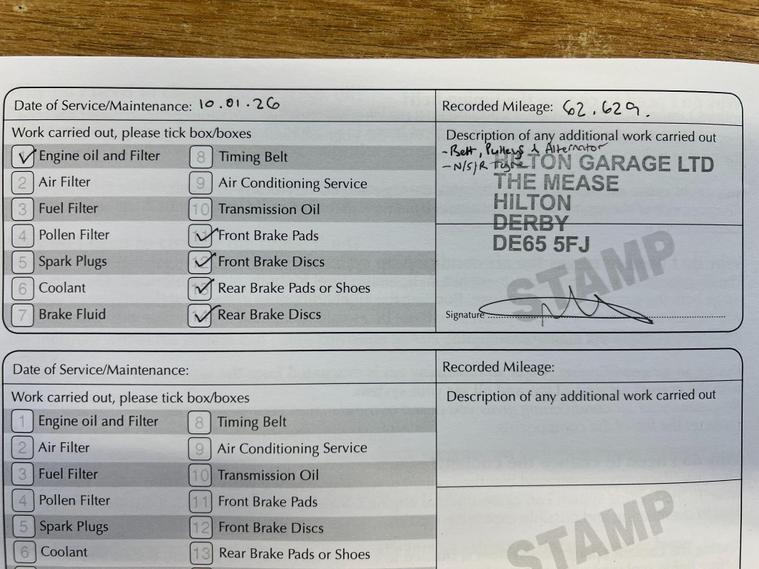 Date of Service/Maintenance: 10.01.26
Recorded Mileage: 62,629.
Work carried out, please tick box/boxes
Description of any additional work carried out
Engine oil and Filter
8 Timing Belt
- Belt, Pulleys & Alternator
- N/S/R Tyre
HILTON GARAGE LTD
THE MEASE
HILTON
DERBY
DE65 5FJ
2 Air Filter
9 Air Conditioning Service
3 Fuel Filter
10 Transmission Oil
4 Pollen Filter
Front Brake Pads
5 Spark Plugs
Front Brake Discs
6 Coolant
Rear Brake Pads or Shoes
7 Brake Fluid
Rear Brake Discs
STAMP
Signature
Date of Service/Maintenance:
Recorded Mileage:
Work carried out, please tick box/boxes
Description of any additional work carried out
1 Engine oil and Filter
8 Timing Belt
2 Air Filter
9 Air Conditioning Service
3 Fuel Filter
10 Transmission Oil
4 Pollen Filter
11 Front Brake Pads
5 Spark Plugs
12 Front Brake Discs
6 Coolant
13 Rear Brake Pads or Shoes
STAMP